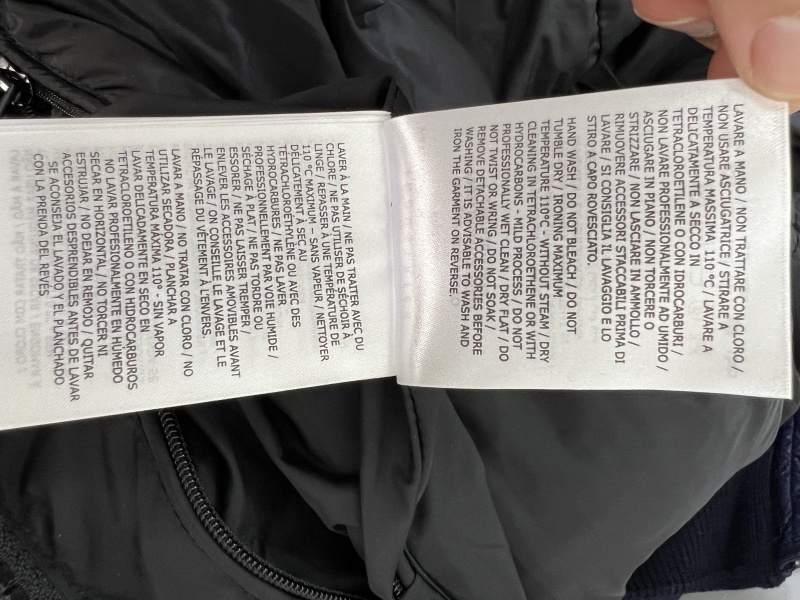 LAVARE A MANO / NON TRATTARE CON CLORO /
NON USARE ASCIUGATRICE / STIRARE A
TEMPERATURA MASSIMA 110 °C / LAVARE A
DELICATAMENTE A SECCO IN
TETRACLOROETILENE O CON IDROCARBURI /
NON LAVARE PROFESSIONALMENTE AD UMIDO /
ASCIUGARE IN PIANO / NON TORCERE O
STRIZZARE / NON LASCIARE IN AMMOLLO /
RIMUOVERE ACCESSORI STACCABILI PRIMA DI
LAVARE / SI CONSIGLIA IL LAVAGGIO E LO
STIRO A CAPO ROVESCIATO.
HAND WASH / DO NOT BLEACH / DO NOT
TUMBLE DRY / IRONING MAXIMUM
TEMPERATURE 110°C - WITHOUT STEAM / DRY
CLEANING IN TETRACHLOROETHENE OR WITH
HYDROCARBONS - MILD PROCESS / DO NOT
PROFESSIONALLY WET CLEAN / DRY FLAT / DO
NOT TWIST OR WRING / DO NOT SOAK /
REMOVE DETACHABLE ACCESSORIES BEFORE
WASHING / IT IS ADVISABLE TO WASH AND
IRON THE GARMENT ON REVERSE.
LAVER À LA MAIN / NE PAS TRAITER AVEC DU
CHLORE / NE PAS UTILISER DE SÉCHOIR À
LINGE / REPASSER À UNE TEMPÉRATURE DE
110 °C MAXIMUM – SANS VAPEUR / NETTOYER
DÉLICATEMENT À SEC AU
TÉTRACHLOROÉTHYLÈNE OU AVEC DES
HYDROCARBURES / NE PAS LAVER
PROFESSIONNELLEMENT PAR VOIE HUMIDE /
SÉCHAGE À PLAT / NE PAS TORDRE OU
ESSORER / NE PAS LAISSER TREMPER /
ENLEVER LES ACCESSOIRES AMOVIBLES AVANT
LE LAVAGE / ON CONSEILLE LE LAVAGE ET LE
REPASSAGE DU VÊTEMENT À L'ENVERS.
LAVAR A MANO / NO TRATAR CON CLORO / NO
UTILIZAR SECADORA / PLANCHAR A
TEMPERATURA MÁXIMA 110° - SIN VAPOR
LAVAR DELICADAMENTE EN SECO EN
TETRACLOROETILENO O CON HIDROCARBUROS
NO LAVAR PROFESIONALMENTE EN HUMEDO
SECAR EN HORIZONTAL / NO TORCER NI
ESTRUJAR / NO DEJAR EN REMOJO / QUITAR
ACCESORIOS DESPRENDIBLES ANTES DE LAVAR
SE ACONSEJA EL LAVADO Y EL PLANCHADO
CON LA PRENDA DEL REVES